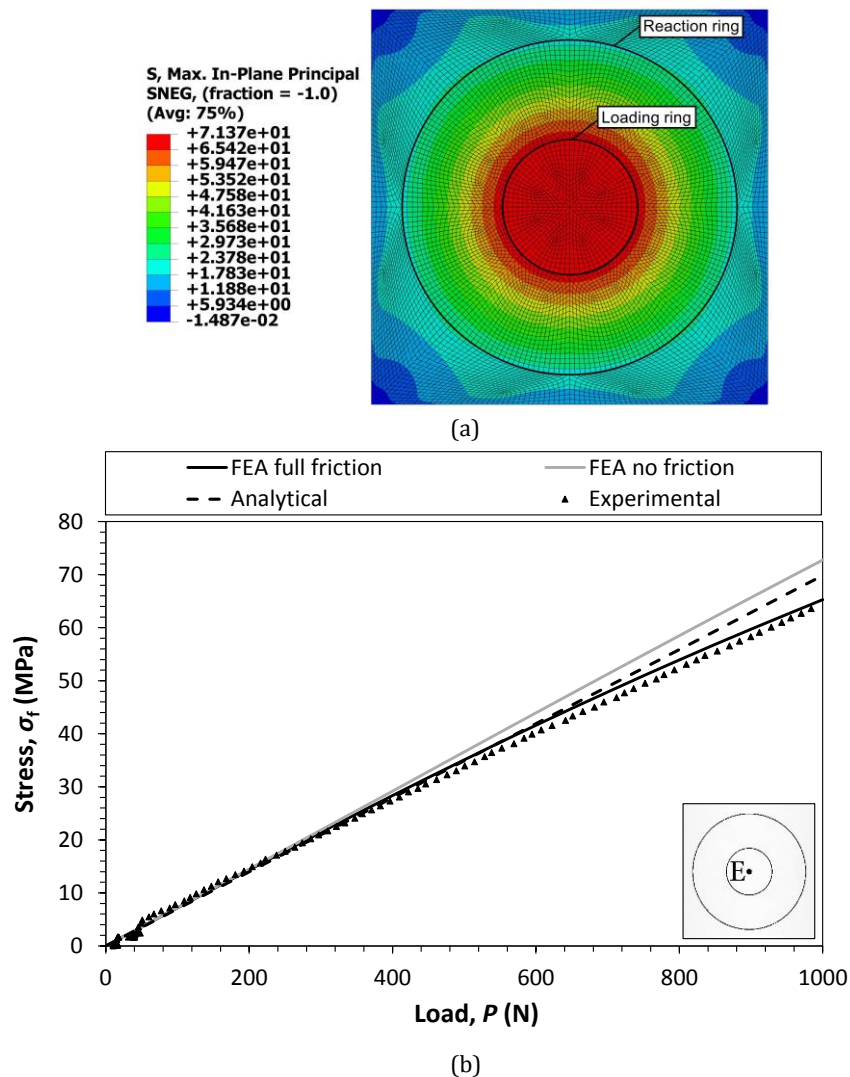 Reaction ring
S, Max. In-Plane Principal
SNEG, (fraction = -1.0)
(Avg: 75%)
+7.137e+01
+6.542e+01
+5.947e+01
+5.352e+01
+4.758e+01
+4.163e+01
+3.568e+01
+2.973e+01
+2.378e+01
+1.783e+01
+1.188e+01
+5.934e+00
-1.487e-02
Loading ring
(a)
FEA full friction
FEA no friction
Analytical
Experimental
80
70
60
50
40
30
20
10
0
Stress, σf (MPa)
E
0 200 400 600 800 1000
Load, P (N)
(b)